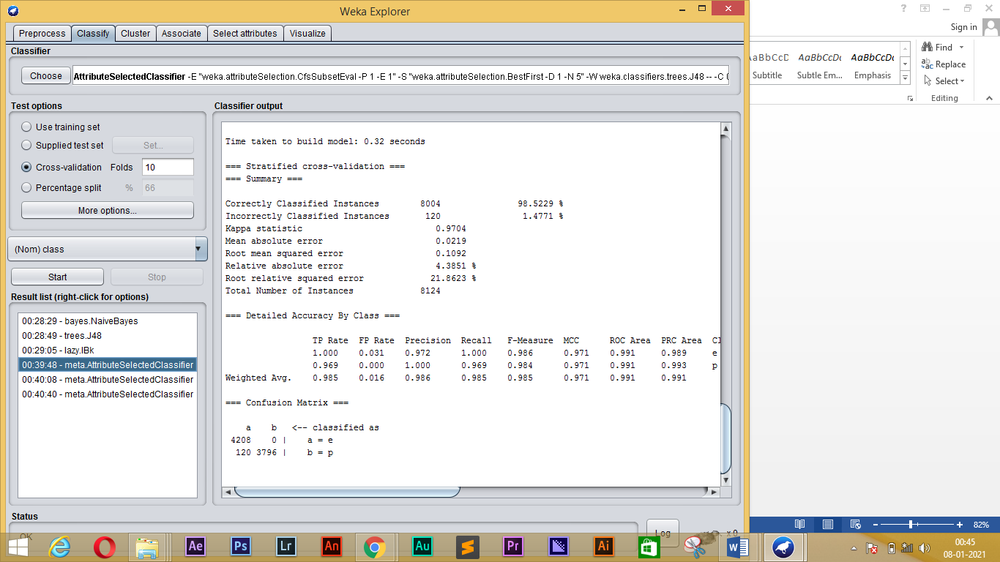 Weka Explorer
Preprocess Classify Cluster Associate Select attributes Visualize
Classifier
Choose AttributeSelectedClassifier -E "weka.attributeSelection.CfsSubsetEval -P 1 -E 1" -S "weka.attributeSelection.BestFirst -D 1 -N 5" -W weka.classifiers.trees.J48 -- -C
Test options
Use training set
Supplied test set Set...
Cross-validation Folds 10
Percentage split % 66
More options...
(Nom) class
Start Stop
Result list (right-click for options)
00:28:29 - bayes.NaiveBayes
00:28:49 - trees.J48
00:29:05 - lazy.IBk
00:39:48 - meta.AttributeSelectedClassifier
00:40:08 - meta.AttributeSelectedClassifier
00:40:40 - meta.AttributeSelectedClassifier
Classifier output
Time taken to build model: 0.32 seconds
=== Stratified cross-validation ===
=== Summary ===
Correctly Classified Instances 8004 98.5229 %
Incorrectly Classified Instances 120 1.4771 %
Kappa statistic 0.9704
Mean absolute error 0.0219
Root mean squared error 0.1092
Relative absolute error 4.3851 %
Root relative squared error 21.8623 %
Total Number of Instances 8124
=== Detailed Accuracy By Class ===
TP Rate FP Rate Precision Recall F-Measure MCC ROC Area PRC Area Cl
1.000 0.031 0.972 1.000 0.986 0.971 0.991 0.989 e
0.969 0.000 1.000 0.969 0.984 0.971 0.991 0.993 p
Weighted Avg. 0.985 0.016 0.986 0.985 0.985 0.971 0.991 0.991
=== Confusion Matrix ===
a b <-- classified as
4208 0 | a = e
120 3796 | b = p
Status
OK
Log x 0
?
Sign in
AaBbCcD AaBbCcDc AaBbCcDc
Subtitle Subtle Em... Emphasis
Find
Replace
Select
Editing
82%
Ae Ps Lr An Au S Pr Ai W
00:45
08-01-2021